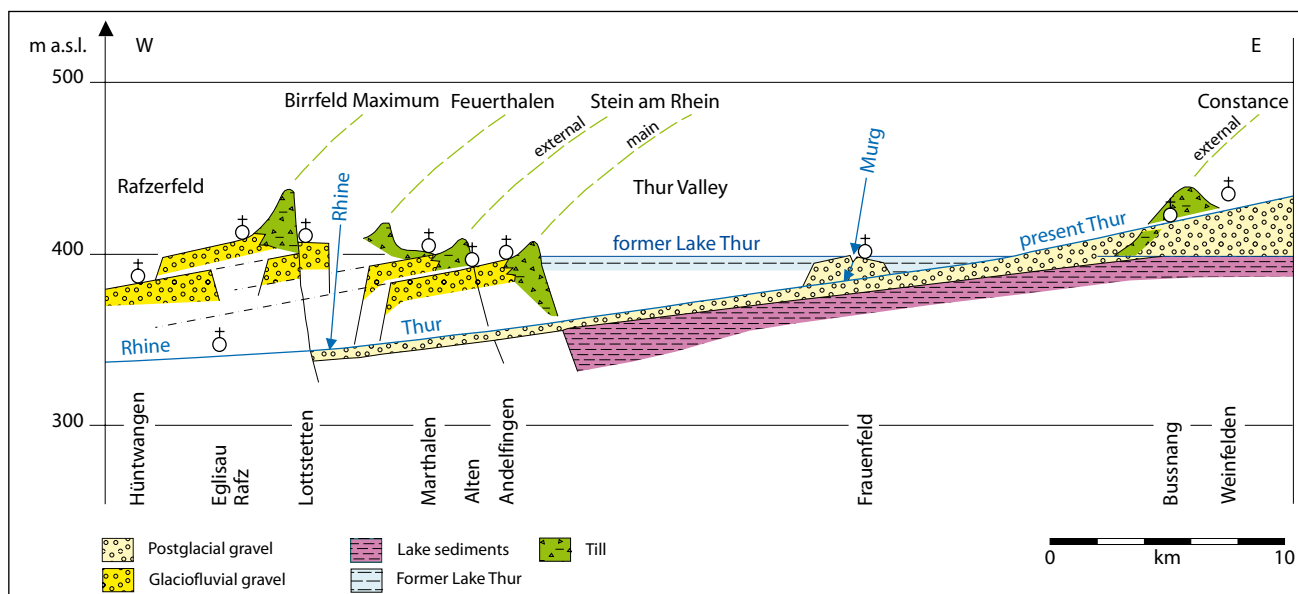 m a.s.l.
W
E
500
Birrfeld Maximum
Feuerthalen
Stein am Rhein
Constance
external
main
external
Rafzerfeld
Rhine
Thur Valley
Murg
400
former Lake Thur
present Thur
Rhine
Thur
300
Hüntwangen
Eglisau
Rafz
Lottstetten
Marthalen
Alten
Andelfingen
Frauenfeld
Bussnang
Weinfelden
Postglacial gravel
Lake sediments
Till
Glaciofluvial gravel
Former Lake Thur
0
km
10